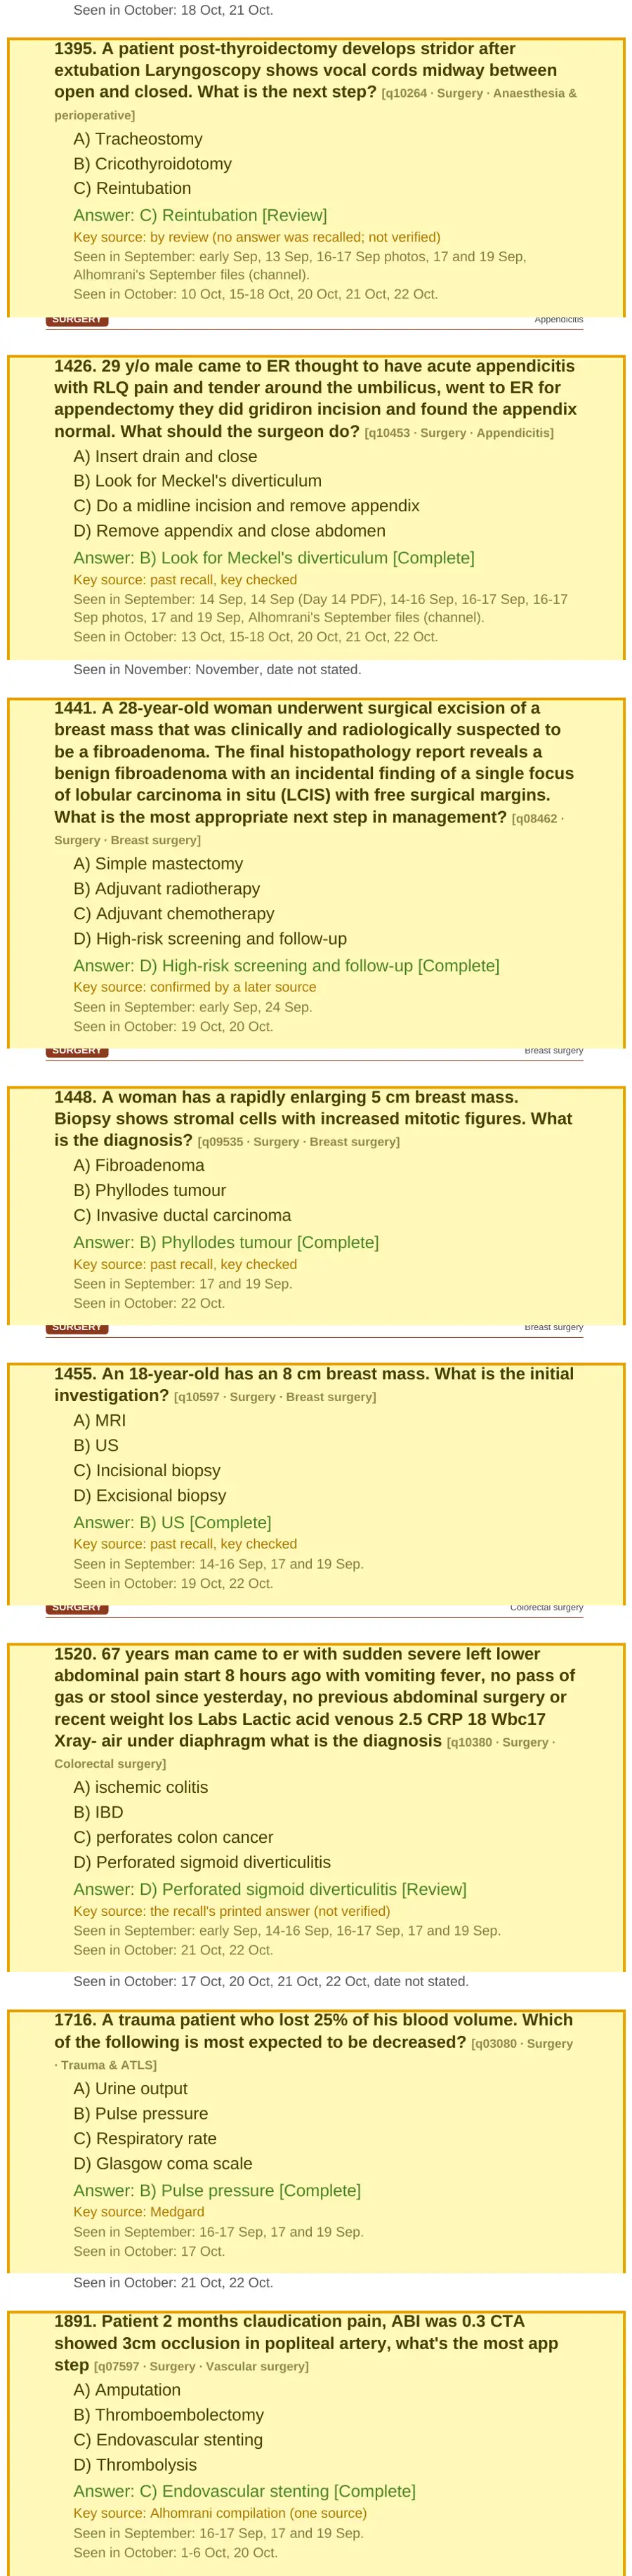 Seen in October: 18 Oct, 21 Oct.
1395. A patient post-thyroidectomy develops stridor after
extubation Laryngoscopy shows vocal cords midway between
open and closed. What is the next step? [q10264 · Surgery · Anaesthesia &
perioperative]
A) Tracheostomy
B) Cricothyroidotomy
C) Reintubation
Answer: C) Reintubation [Review]
Key source: by review (no answer was recalled; not verified)
Seen in September: early Sep, 13 Sep, 16-17 Sep photos, 17 and 19 Sep,
Alhomrani's September files (channel).
Seen in October: 10 Oct, 15-18 Oct, 20 Oct, 21 Oct, 22 Oct.
SURGERY Appendicitis
1426. 29 y/o male came to ER thought to have acute appendicitis
with RLQ pain and tender around the umbilicus, went to ER for
appendectomy they did gridiron incision and found the appendix
normal. What should the surgeon do? [q10453 · Surgery · Appendicitis]
A) Insert drain and close
B) Look for Meckel's diverticulum
C) Do a midline incision and remove appendix
D) Remove appendix and close abdomen
Answer: B) Look for Meckel's diverticulum [Complete]
Key source: past recall, key checked
Seen in September: 14 Sep, 14 Sep (Day 14 PDF), 14-16 Sep, 16-17 Sep, 16-17
Sep photos, 17 and 19 Sep, Alhomrani's September files (channel).
Seen in October: 13 Oct, 15-18 Oct, 20 Oct, 21 Oct, 22 Oct.
Seen in November: November, date not stated.
1441. A 28-year-old woman underwent surgical excision of a
breast mass that was clinically and radiologically suspected to
be a fibroadenoma. The final histopathology report reveals a
benign fibroadenoma with an incidental finding of a single focus
of lobular carcinoma in situ (LCIS) with free surgical margins.
What is the most appropriate next step in management? [q08462 ·
Surgery · Breast surgery]
A) Simple mastectomy
B) Adjuvant radiotherapy
C) Adjuvant chemotherapy
D) High-risk screening and follow-up
Answer: D) High-risk screening and follow-up [Complete]
Key source: confirmed by a later source
Seen in September: early Sep, 24 Sep.
Seen in October: 19 Oct, 20 Oct.
SURGERY Breast surgery
1448. A woman has a rapidly enlarging 5 cm breast mass.
Biopsy shows stromal cells with increased mitotic figures. What
is the diagnosis? [q09535 · Surgery · Breast surgery]
A) Fibroadenoma
B) Phyllodes tumour
C) Invasive ductal carcinoma
Answer: B) Phyllodes tumour [Complete]
Key source: past recall, key checked
Seen in September: 17 and 19 Sep.
Seen in October: 22 Oct.
SURGERY Breast surgery
1455. An 18-year-old has an 8 cm breast mass. What is the initial
investigation? [q10597 · Surgery · Breast surgery]
A) MRI
B) US
C) Incisional biopsy
D) Excisional biopsy
Answer: B) US [Complete]
Key source: past recall, key checked
Seen in September: 14-16 Sep, 17 and 19 Sep.
Seen in October: 19 Oct, 22 Oct.
SURGERY Colorectal surgery
1520. 67 years man came to er with sudden severe left lower
abdominal pain start 8 hours ago with vomiting fever, no pass of
gas or stool since yesterday, no previous abdominal surgery or
recent weight los Labs Lactic acid venous 2.5 CRP 18 Wbc17
Xray- air under diaphragm what is the diagnosis [q10380 · Surgery ·
Colorectal surgery]
A) ischemic colitis
B) IBD
C) perforates colon cancer
D) Perforated sigmoid diverticulitis
Answer: D) Perforated sigmoid diverticulitis [Review]
Key source: the recall's printed answer (not verified)
Seen in September: early Sep, 14-16 Sep, 16-17 Sep, 17 and 19 Sep.
Seen in October: 21 Oct, 22 Oct.
Seen in October: 17 Oct, 20 Oct, 21 Oct, 22 Oct, date not stated.
1716. A trauma patient who lost 25% of his blood volume. Which
of the following is most expected to be decreased? [q03080 · Surgery
· Trauma & ATLS]
A) Urine output
B) Pulse pressure
C) Respiratory rate
D) Glasgow coma scale
Answer: B) Pulse pressure [Complete]
Key source: Medgard
Seen in September: 16-17 Sep, 17 and 19 Sep.
Seen in October: 17 Oct.
Seen in October: 21 Oct, 22 Oct.
1891. Patient 2 months claudication pain, ABI was 0.3 CTA
showed 3cm occlusion in popliteal artery, what's the most app
step [q07597 · Surgery · Vascular surgery]
A) Amputation
B) Thromboembolectomy
C) Endovascular stenting
D) Thrombolysis
Answer: C) Endovascular stenting [Complete]
Key source: Alhomrani compilation (one source)
Seen in September: 16-17 Sep, 17 and 19 Sep.
Seen in October: 1-6 Oct, 20 Oct.